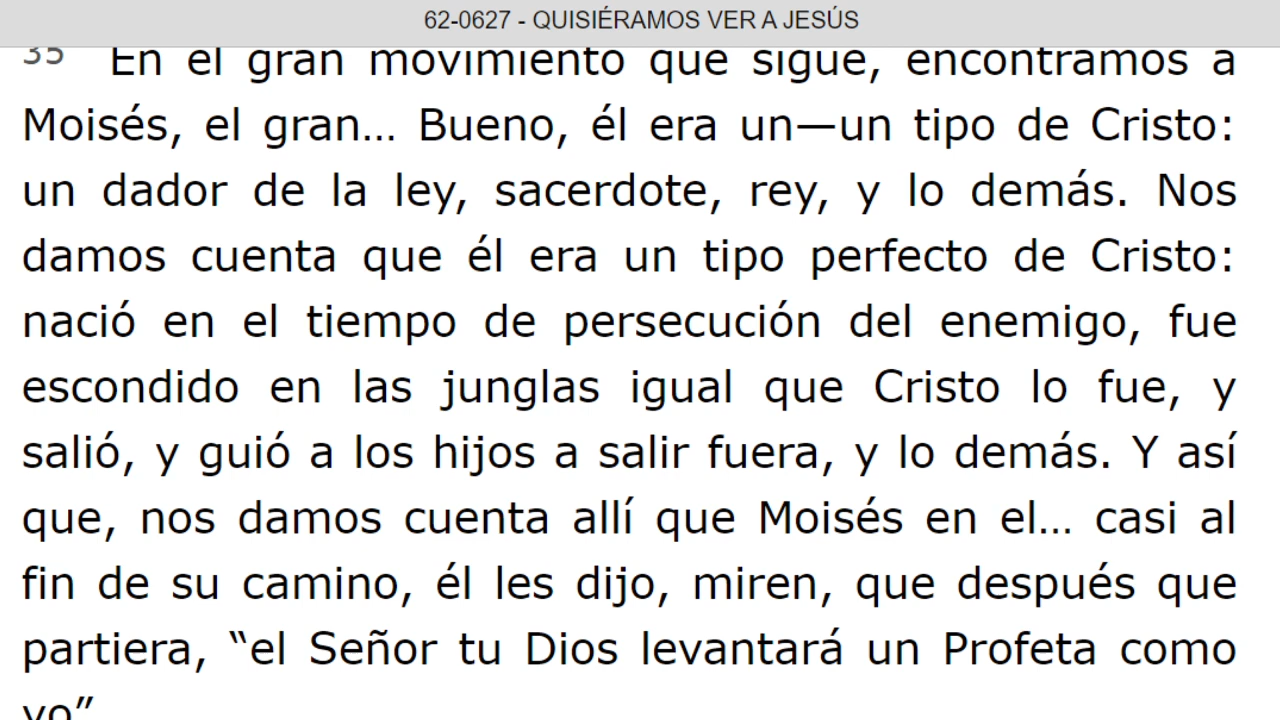 62-0627 - QUISIÉRAMOS VER A JESÚS
35 En el gran movimiento que sigue, encontramos a
Moisés, el gran… Bueno, él era un—un tipo de Cristo:
un dador de la ley, sacerdote, rey, y lo demás. Nos
damos cuenta que él era un tipo perfecto de Cristo:
nació en el tiempo de persecución del enemigo, fue
escondido en las junglas igual que Cristo lo fue, y
salió, y guió a los hijos a salir fuera, y lo demás. Y así
que, nos damos cuenta allí que Moisés en el… casi al
fin de su camino, él les dijo, miren, que después que
partiera, “el Señor tu Dios levantará un Profeta como
yo”